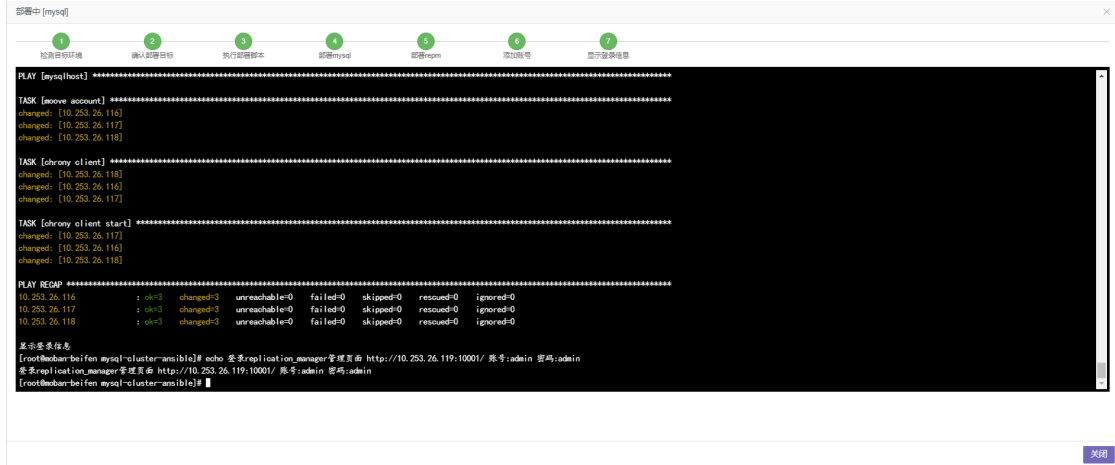 部署中 [mysql]
×
1 2 3 4 5 6 7
检测目标环境 确认部署目标 执行部署脚本 部署mysql 部署repm 添加账号 显示登录信息
PLAY [mysqlhost] ************************************************************************
TASK [moove account] ************************************************************************
changed: [10.253.26.116]
changed: [10.253.26.117]
changed: [10.253.26.118]
TASK [chrony client] ************************************************************************
changed: [10.253.26.118]
changed: [10.253.26.116]
changed: [10.253.26.117]
TASK [chrony client start] ************************************************************************
changed: [10.253.26.117]
changed: [10.253.26.116]
changed: [10.253.26.118]
PLAY RECAP ************************************************************************
10.253.26.116 : ok=3 changed=3 unreachable=0 failed=0 skipped=0 rescued=0 ignored=0
10.253.26.117 : ok=3 changed=3 unreachable=0 failed=0 skipped=0 rescued=0 ignored=0
10.253.26.118 : ok=3 changed=3 unreachable=0 failed=0 skipped=0 rescued=0 ignored=0
显示登录信息
[root@moban-beifen mysql-cluster-ansible]# echo 登录replication_manager管理页面 http://10.253.26.119:10001/ 账号:admin 密码:admin
登录replication_manager管理页面 http://10.253.26.119:10001/ 账号:admin 密码:admin
[root@moban-beifen mysql-cluster-ansible]#
关闭